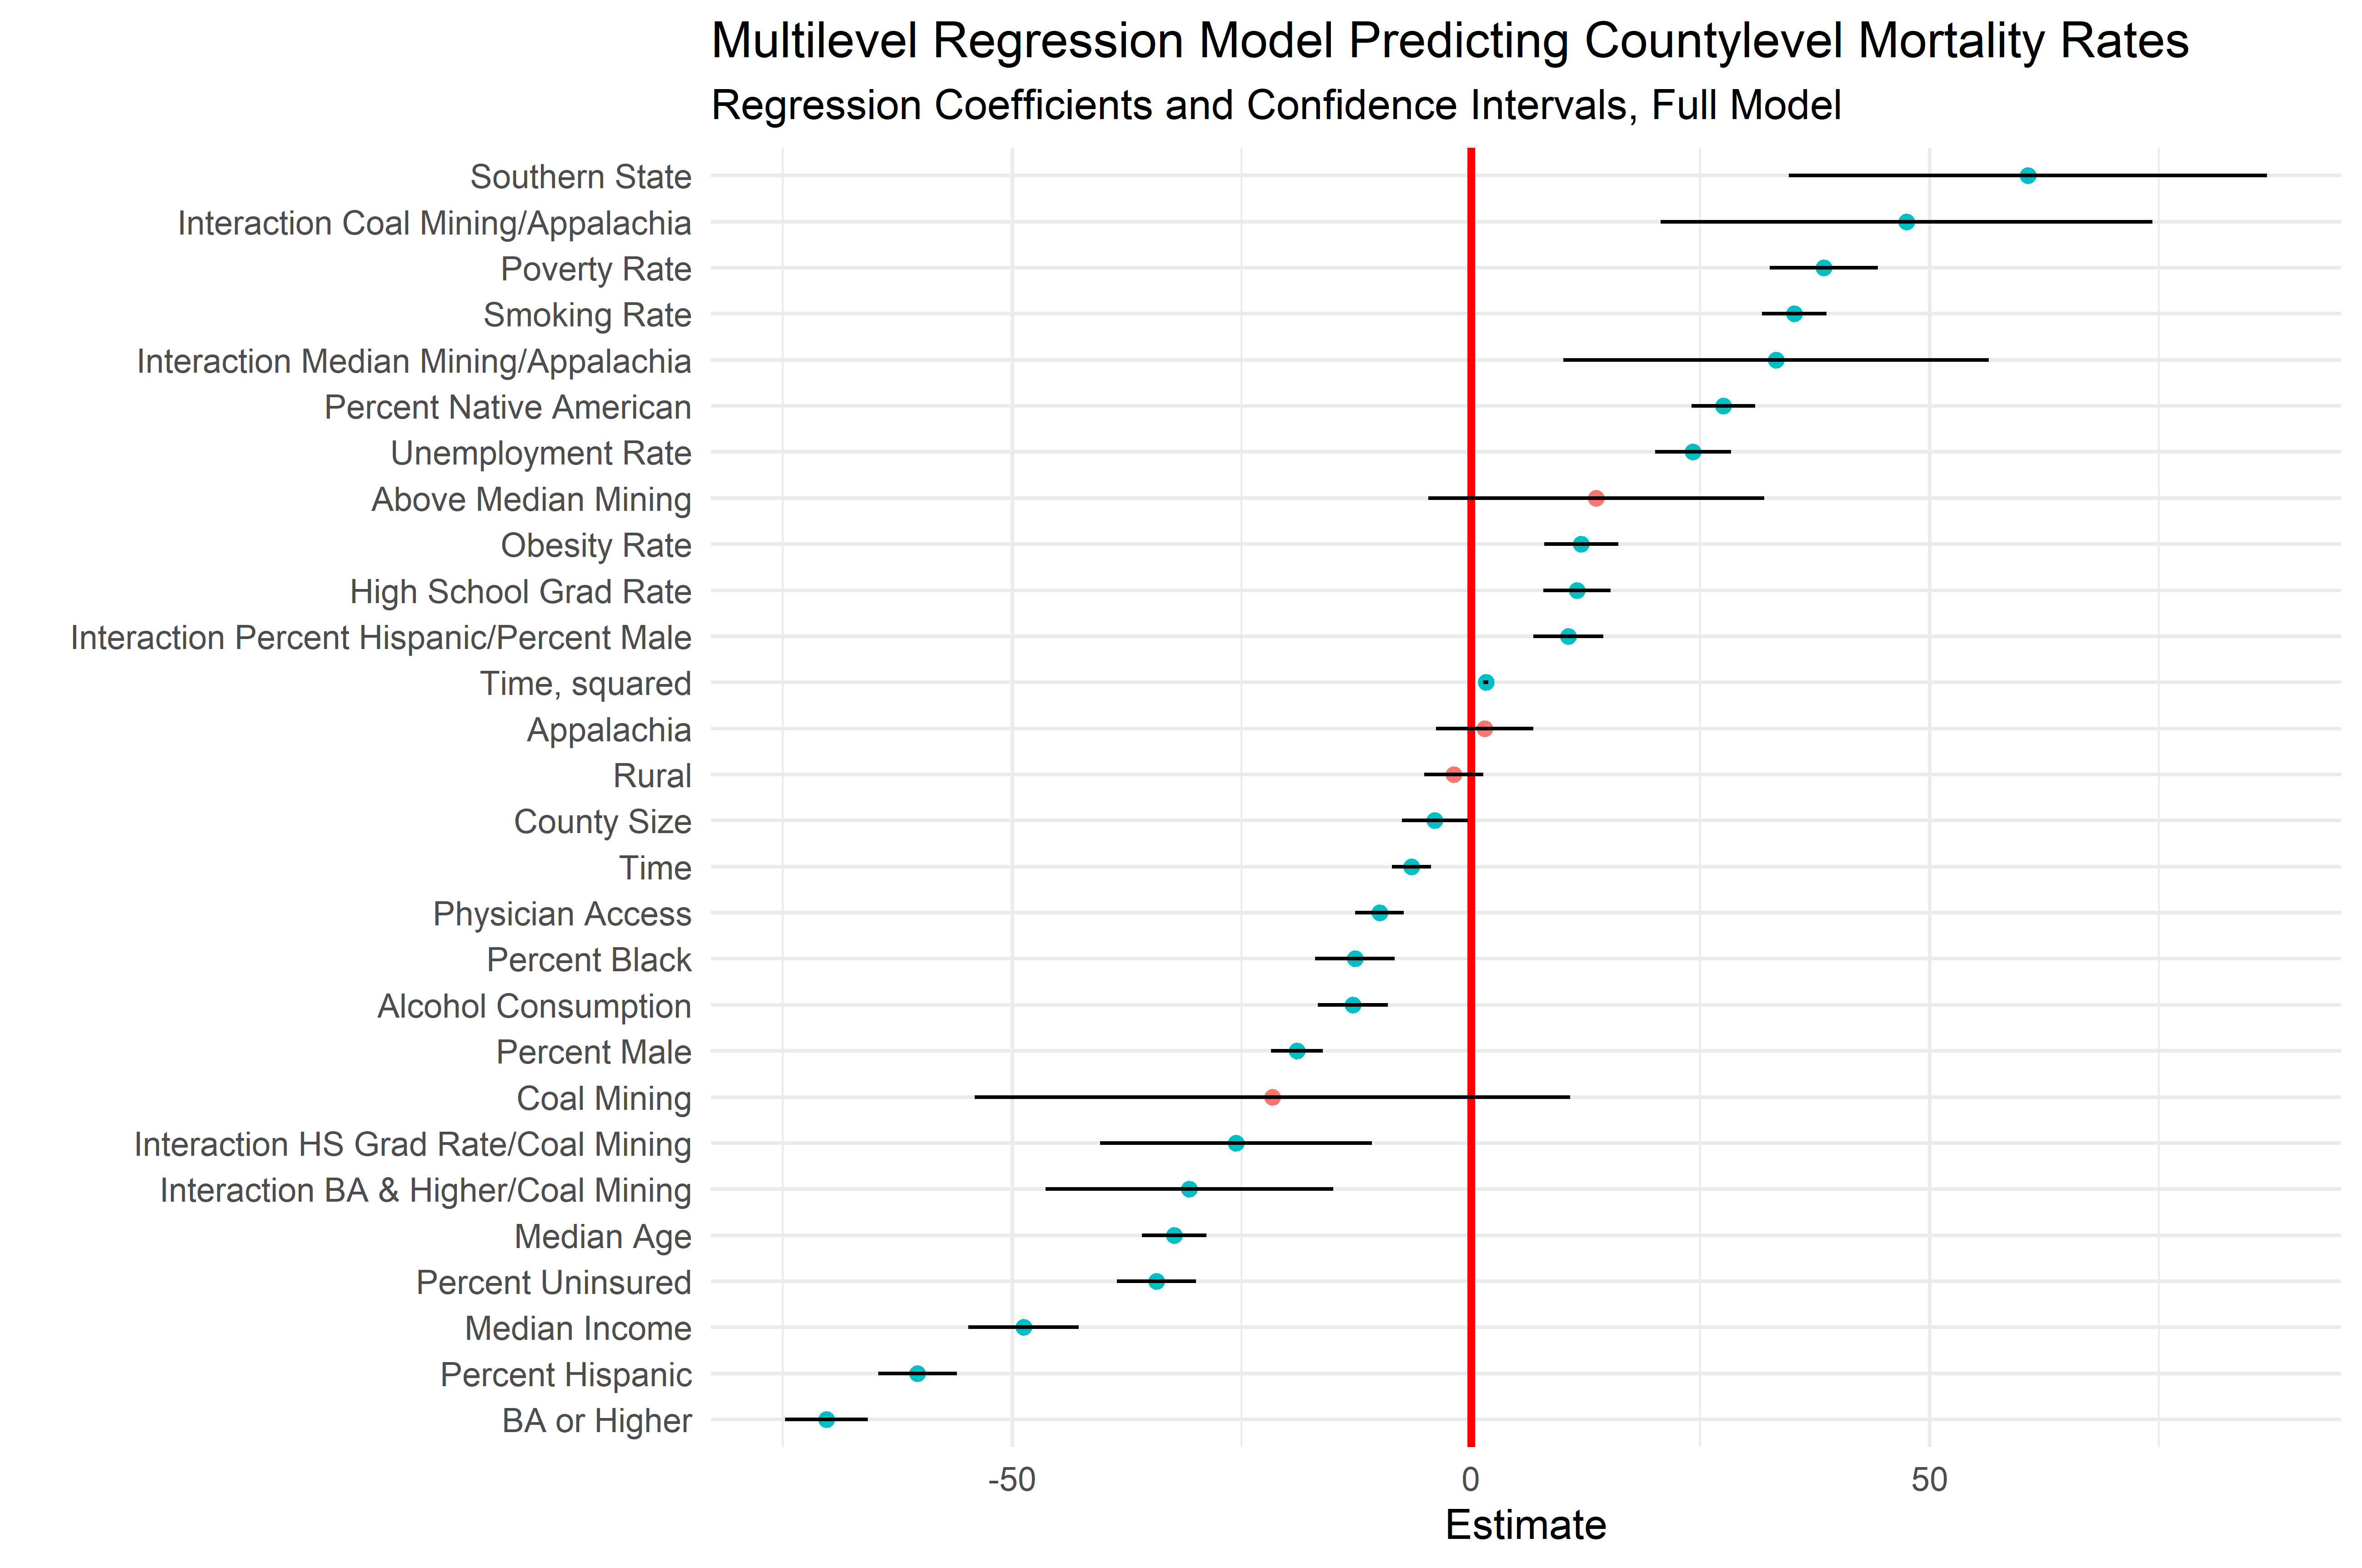 Multilevel Regression Model Predicting Countylevel Mortality Rates
Regression Coefficients and Confidence Intervals, Full Model
Southern State
Interaction Coal Mining/Appalachia
Poverty Rate
Smoking Rate
Interaction Median Mining/Appalachia
Percent Native American
Unemployment Rate
Above Median Mining
Obesity Rate
High School Grad Rate
Interaction Percent Hispanic/Percent Male
Time, squared
Appalachia
Rural
County Size
Time
Physician Access
Percent Black
Alcohol Consumption
Percent Male
Coal Mining
Interaction HS Grad Rate/Coal Mining
Interaction BA & Higher/Coal Mining
Median Age
Percent Uninsured
Median Income
Percent Hispanic
BA or Higher
-50 0 50
Estimate